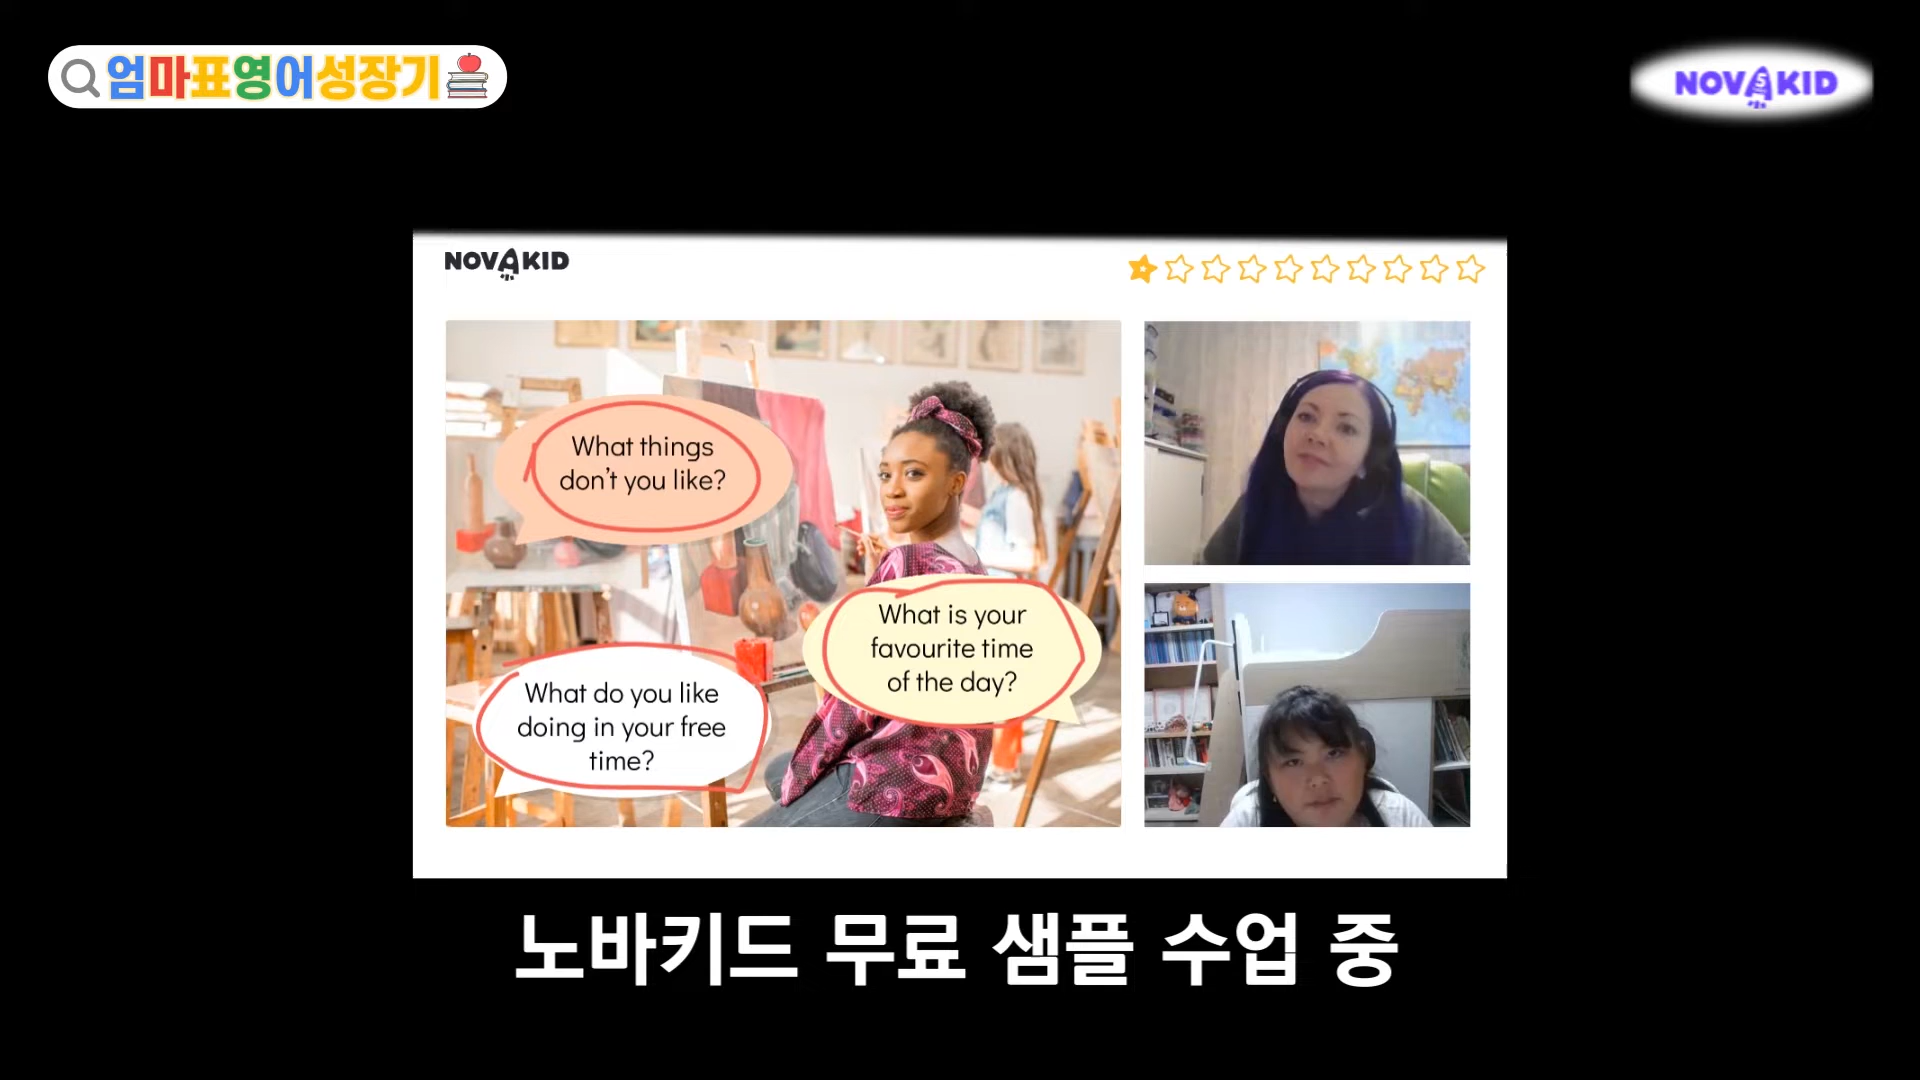 엄마표영어성장기
NOVAKID
NOVAKID
What things
don't you like?
What is your
favourite time
of the day?
What do you like
doing in your free
time?
노바키드 무료 샘플 수업 중